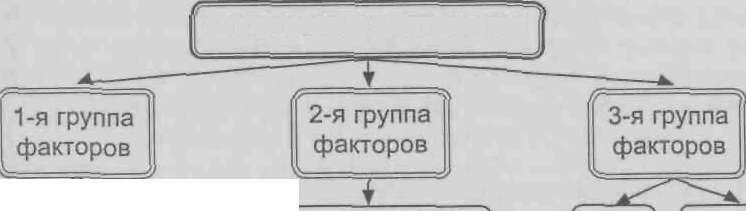 1-я группа
факторов
2-я группа
факторов
3-я группа
факторов